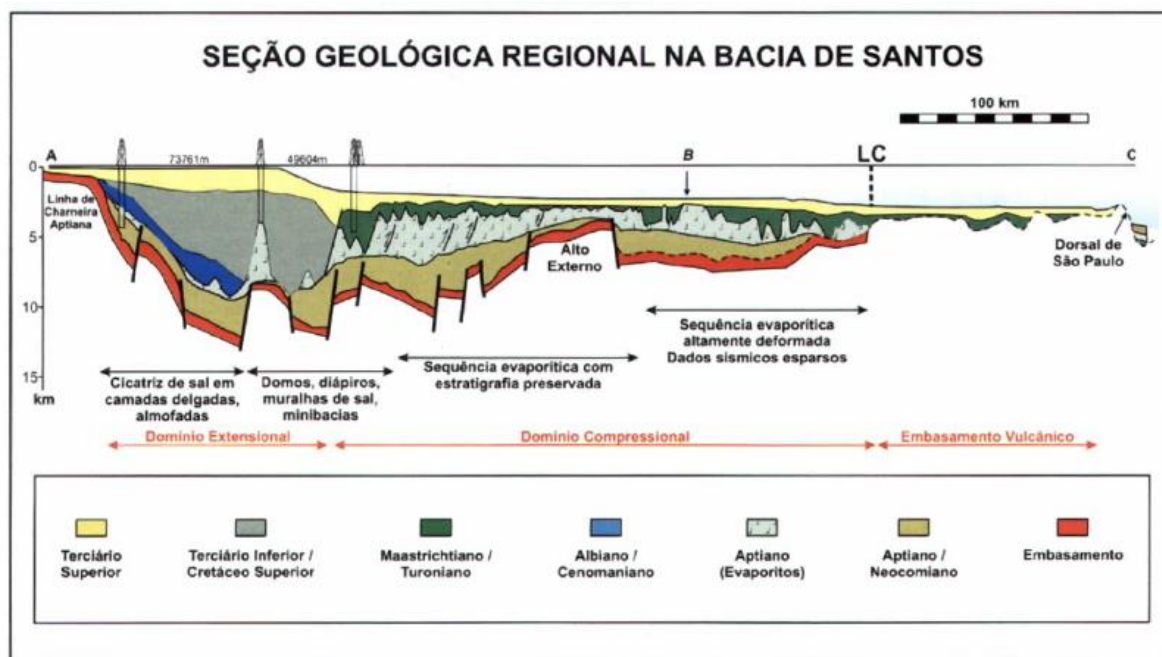 SEÇÃO GEOLÓGICA REGIONAL NA BACIA DE SANTOS
100 km
A
73761m
49604m
B
LC
C
0
5
10
15
km
Linha de
Charneira
Aptiana
Alto
Externo
Dorsal de
São Paulo
Cicatriz de sal em
camadas delgadas,
almofadas
Domos, diápiros,
muralhas de sal,
minibacias
Sequência evaporítica com
estratigrafia preservada
Sequência evaporítica
altamente deformada
Dados sísmicos esparsos
Domínio Extensional
Domínio Compressional
Embasamento Vulcânico
Terciário
Superior
Terciário Inferior /
Cretáceo Superior
Maastrichtiano /
Turoniano
Albiano /
Cenomaniano
Aptiano
(Evaporitos)
Aptiano /
Neocomiano
Embasamento